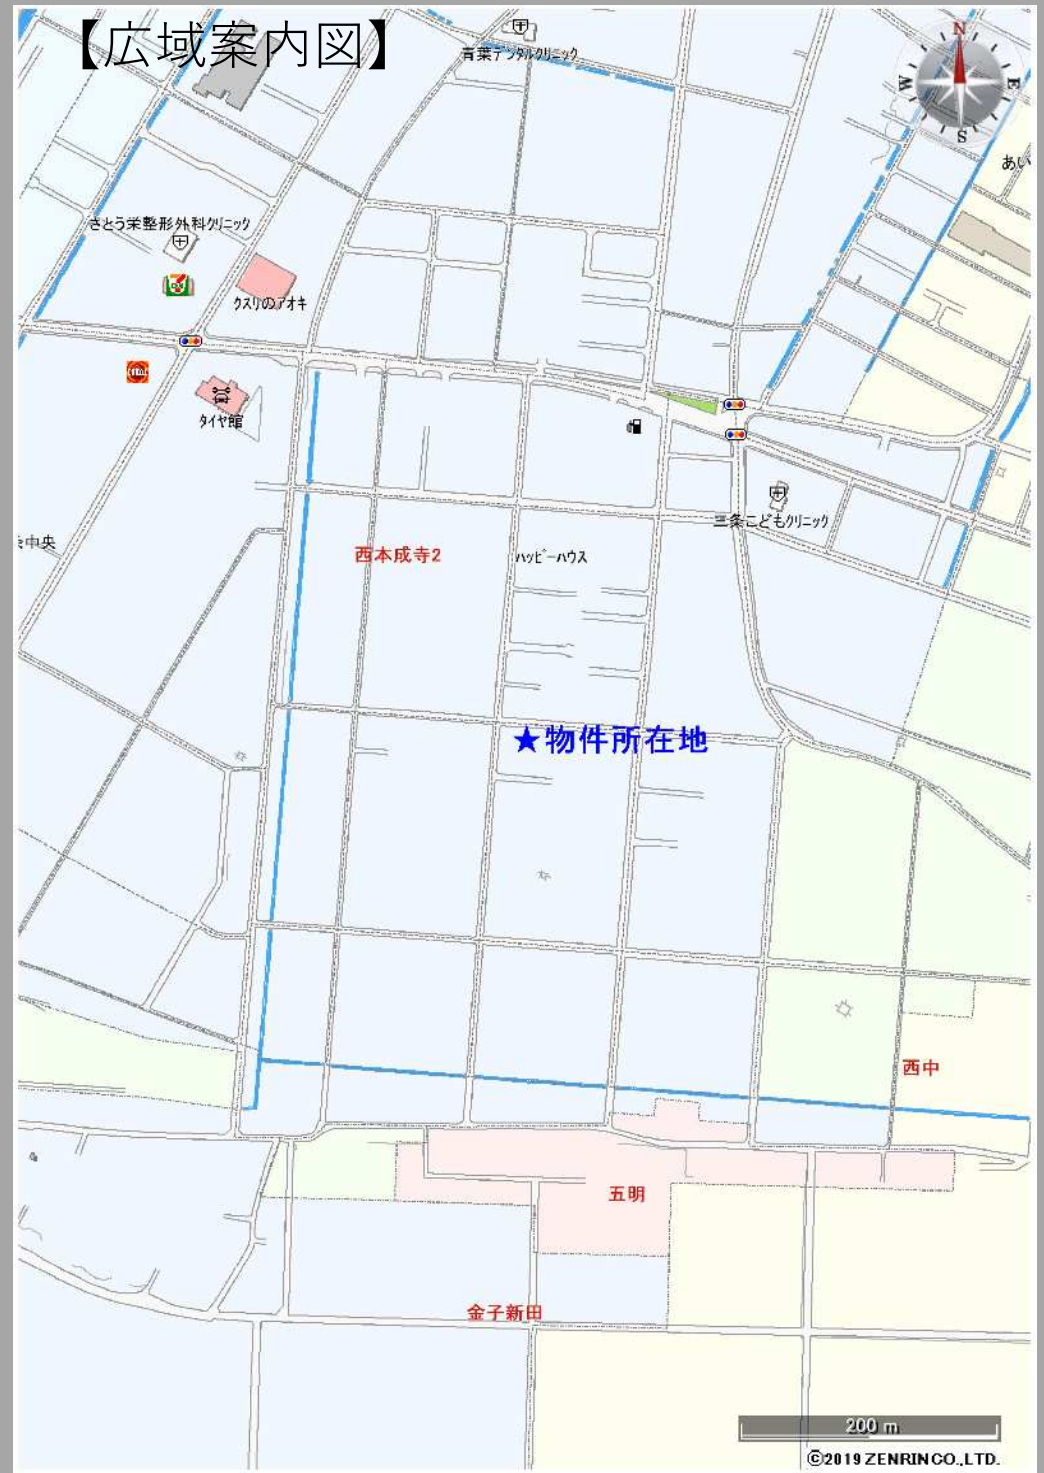 【広域案内図】
青葉デンタルクリニック
N
W
E
S
あい
さとう栄整形外科クリニック
クスリのアオキ
タイヤ館
三条こどもクリニック
中央
西本成寺2
ハッピーハウス
★物件所在地
西中
五明
金子新田
200 m
©2019 ZENRIN CO.,LTD.